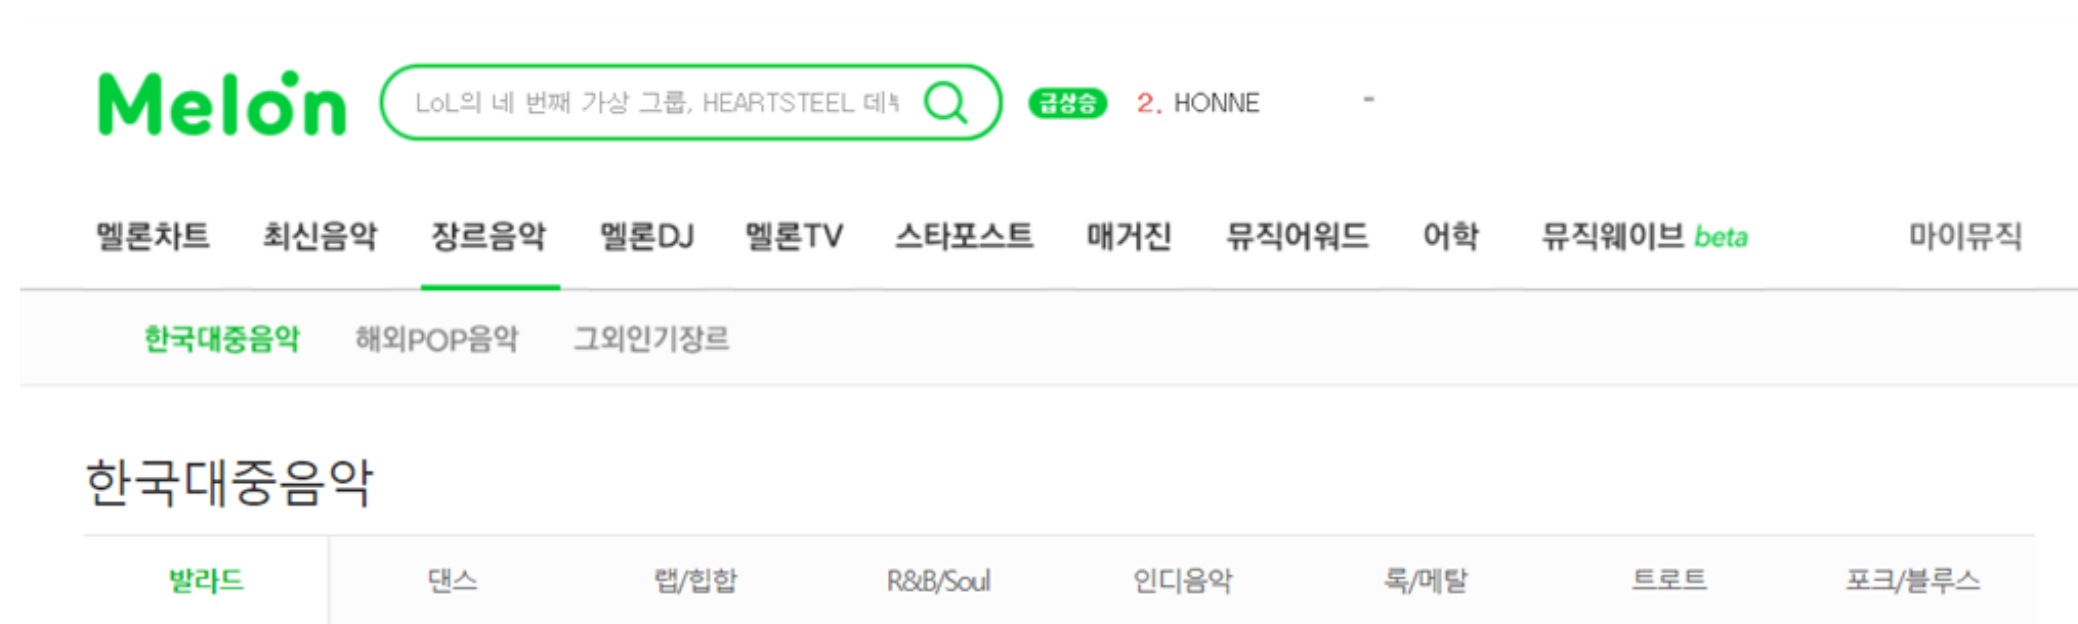 Melon LoL의 네 번째 가상 그룹, HEARTSTEEL 급상승 2. HONNE -
멜론차트 최신음악 장르음악 멜론DJ 멜론TV 스타포스트 매거진 뮤직어워드 어학 뮤직웨이브 beta 마이뮤직
한국대중음악 해외POP음악 그외인기장르
한국대중음악
발라드 댄스 랩/힙합 R&B/Soul 인디음악 록/메탈 트로트 포크/블루스